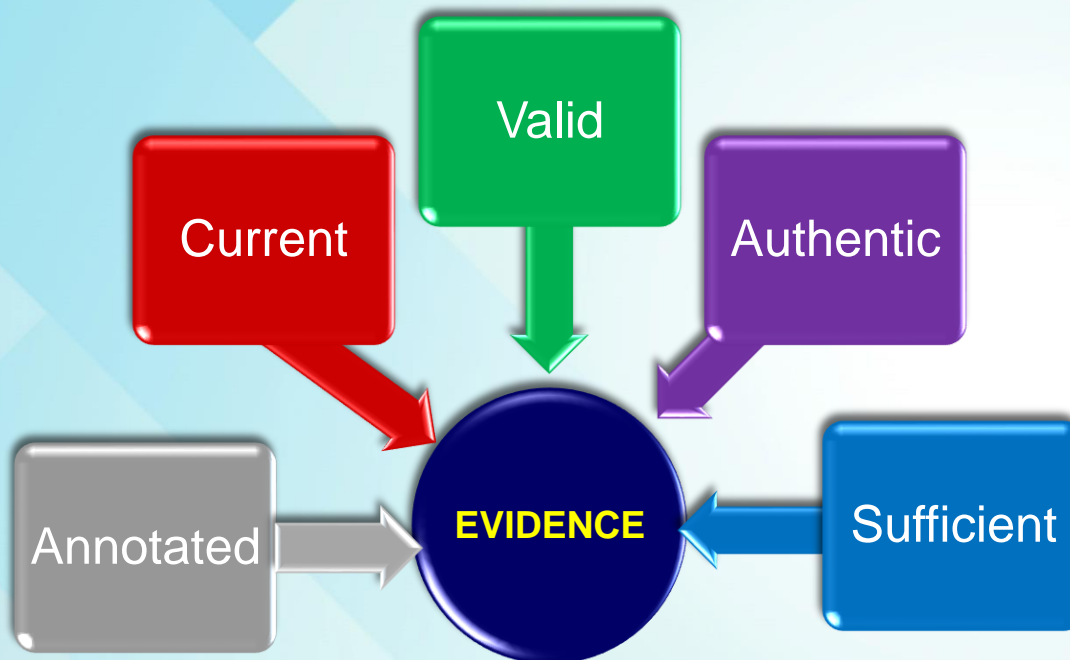 Valid
Current
Authentic
Annotated
EVIDENCE
Sufficient